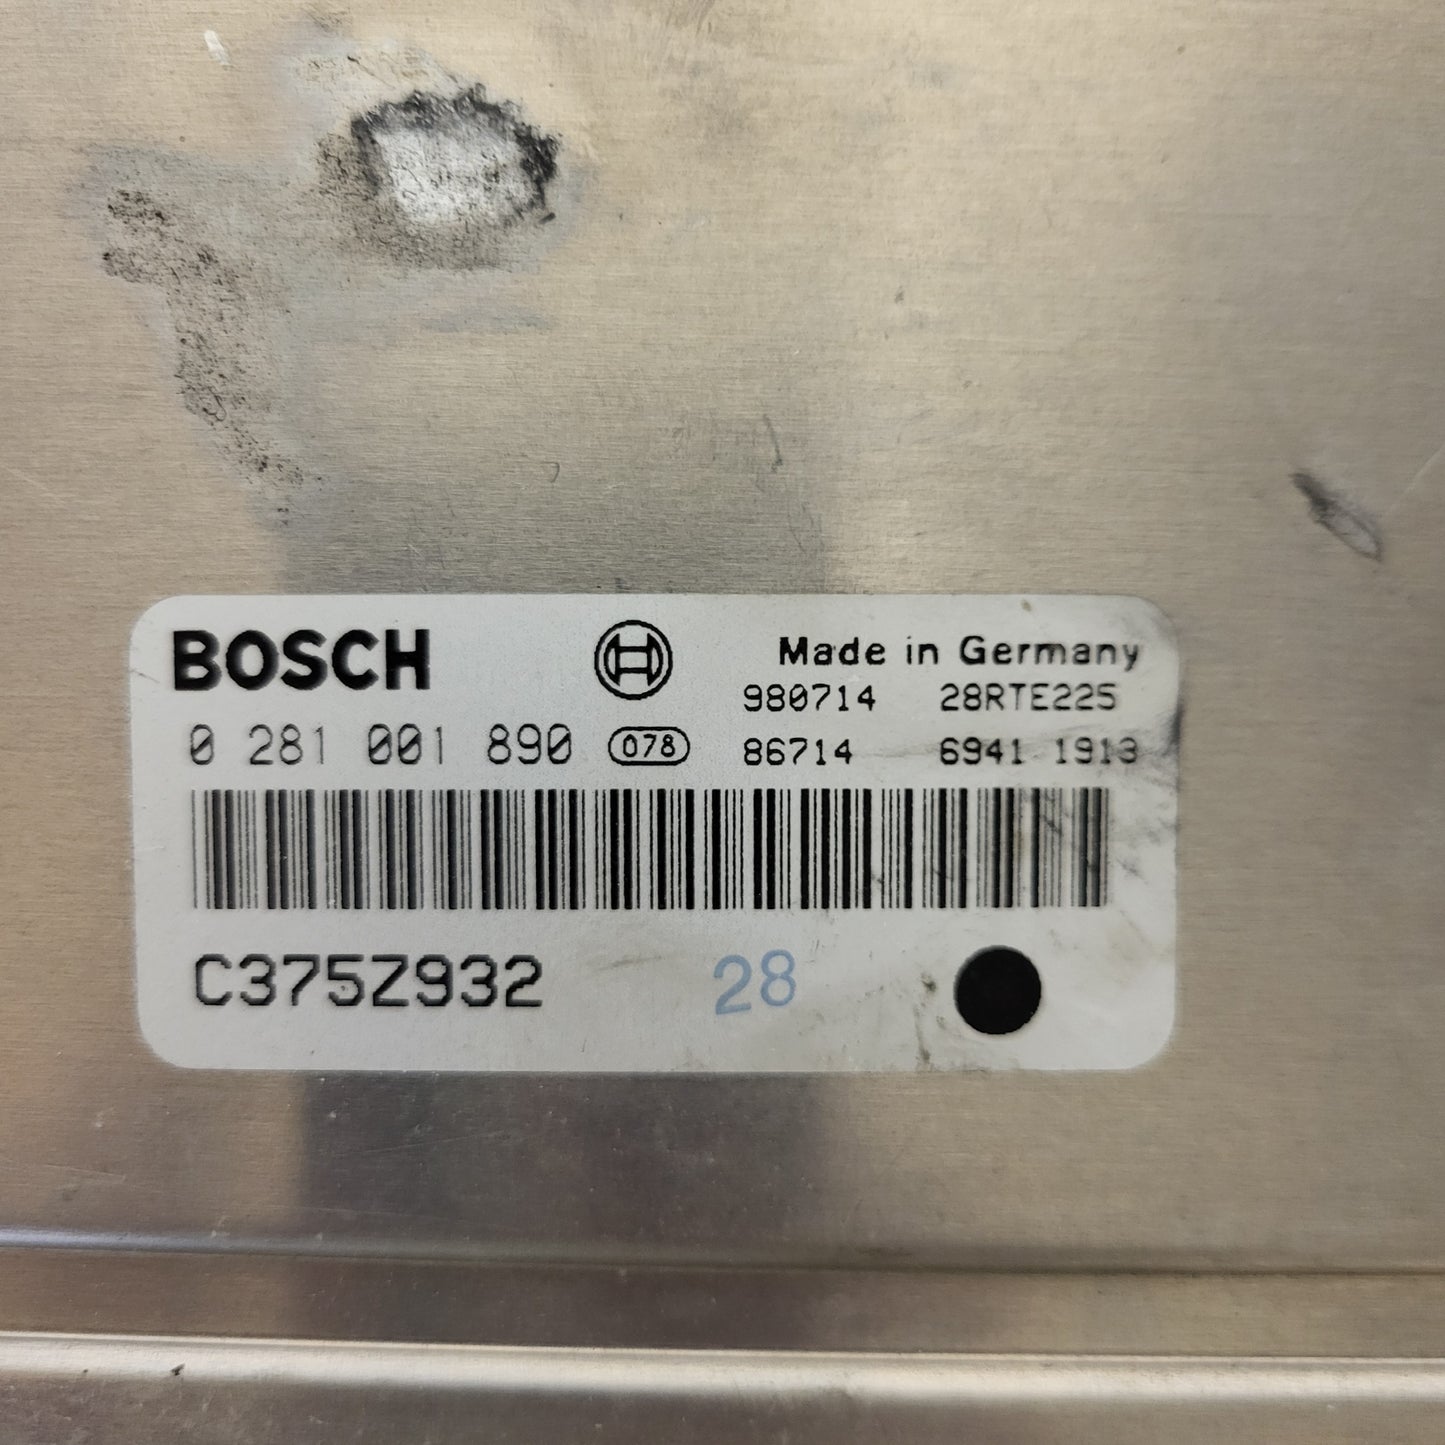 BOSCH Made in Germany
980714 28RTE225
0 281 001 890 078 86714 6941 1913
C375Z932 28